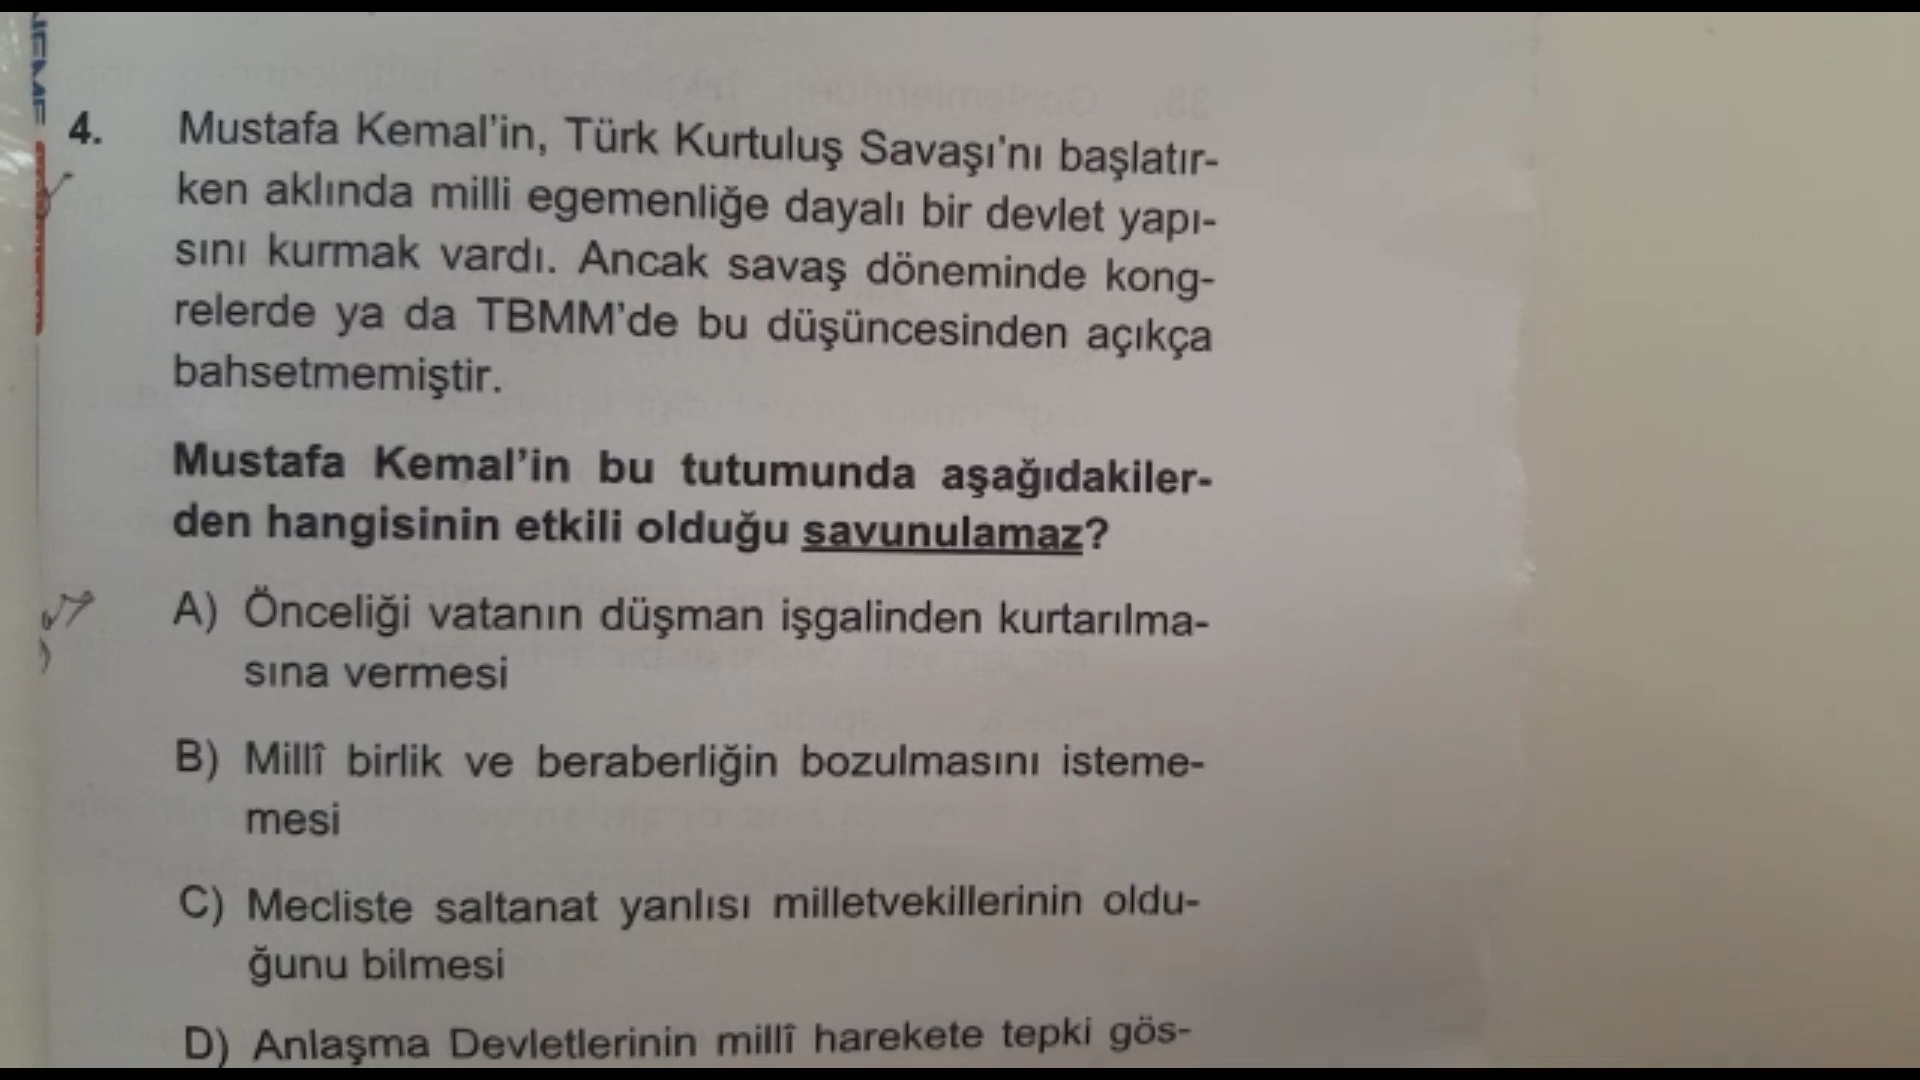 4. Mustafa Kemal'in, Türk Kurtuluş Savaşı'nı başlatır-
ken aklında milli egemenliğe dayalı bir devlet yapı-
sını kurmak vardı. Ancak savaş döneminde kong-
relerde ya da TBMM'de bu düşüncesinden açıkça
bahsetmemiştir.
Mustafa Kemal'in bu tutumunda aşağıdakiler-
den hangisinin etkili olduğu savunulamaz?
A) Önceliği vatanın düşman işgalinden kurtarılma-
sına vermesi
B) Millî birlik ve beraberliğin bozulmasını isteme-
mesi
C) Mecliste saltanat yanlısı milletvekillerinin oldu-
ğunu bilmesi
D) Anlaşma Devletlerinin millî harekete tepki gös-